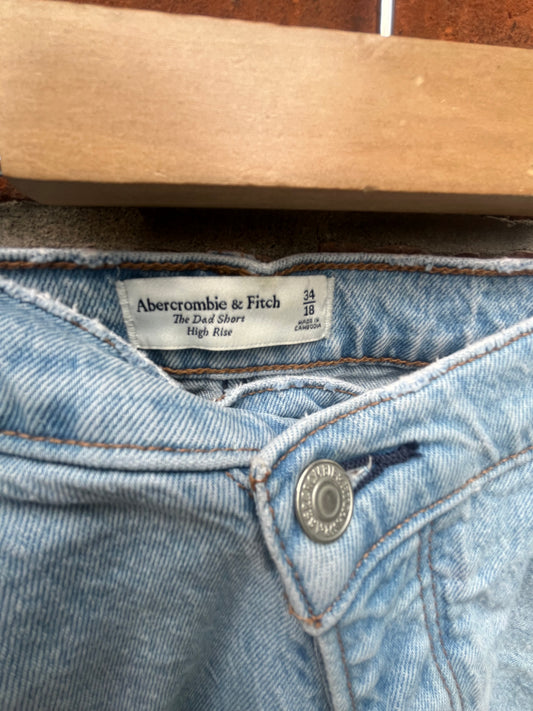 Abercrombie & Fitch
The Dad Short
High Rise
34
18
MADE IN
CAMBODIA